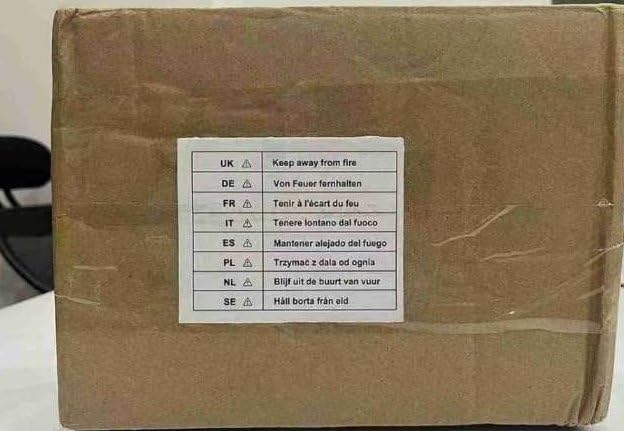 UK ⚠ Keep away from fire
DE ⚠ Von Feuer fernhalten
FR ⚠ Tenir à l'écart du feu
IT ⚠ Tenere lontano dal fuoco
ES ⚠ Mantener alejado del fuego
PL ⚠ Trzymać z dala od ognia
NL ⚠ Blijf uit de buurt van vuur
SE ⚠ Håll borta från eld